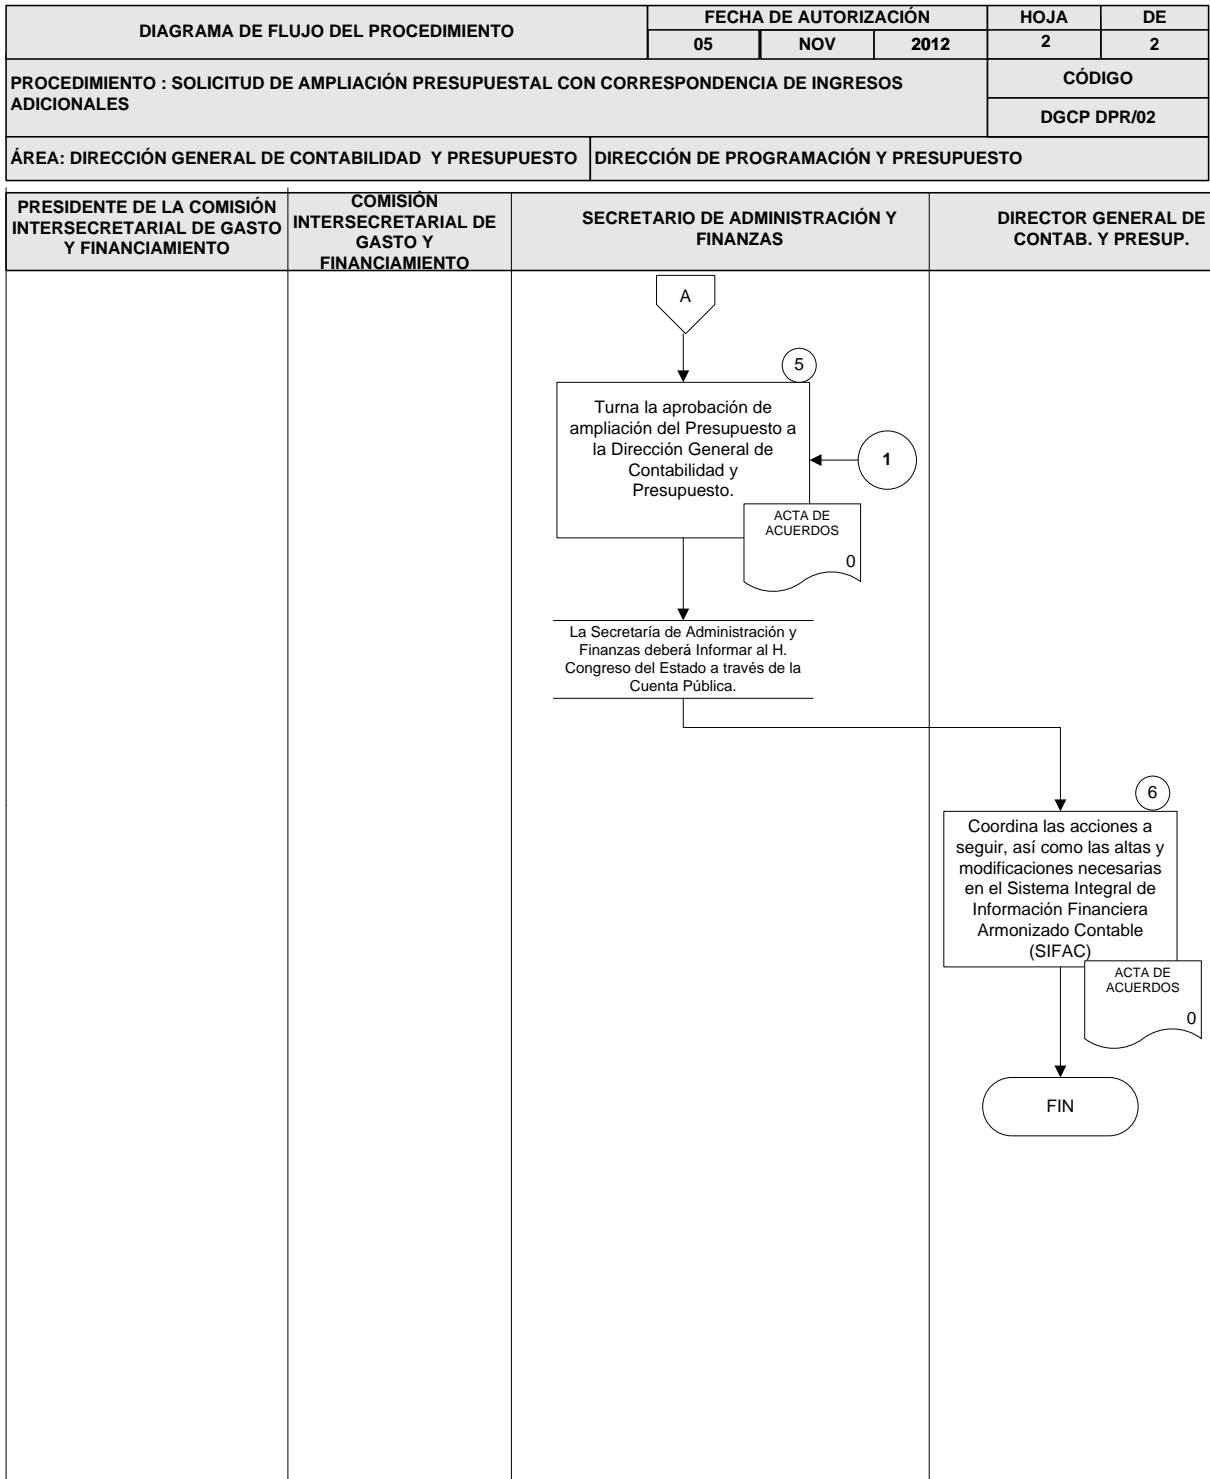 DIAGRAMA DE FLUJO DEL PROCEDIMIENTO
FECHA DE AUTORIZACIÓN
HOJA
DE
05
NOV
2012
2
2
PROCEDIMIENTO : SOLICITUD DE AMPLIACIÓN PRESUPUESTAL CON CORRESPONDENCIA DE INGRESOS
ADICIONALES
CÓDIGO
DGCP DPR/02
ÁREA: DIRECCIÓN GENERAL DE CONTABILIDAD Y PRESUPUESTO
DIRECCIÓN DE PROGRAMACIÓN Y PRESUPUESTO
PRESIDENTE DE LA COMISIÓN
INTERSECRETARIAL DE GASTO
Y FINANCIAMIENTO
COMISIÓN
INTERSECRETARIAL DE
GASTO Y
FINANCIAMIENTO
SECRETARIO DE ADMINISTRACIÓN Y
FINANZAS
DIRECTOR GENERAL DE
CONTAB. Y PRESUP.
A
5
Turna la aprobación de
ampliación del Presupuesto a
la Dirección General de
Contabilidad y
Presupuesto.
1
ACTA DE
ACUERDOS
0
La Secretaría de Administración y
Finanzas deberá Informar al H.
Congreso del Estado a través de la
Cuenta Pública.
6
Coordina las acciones a
seguir, así como las altas y
modificaciones necesarias
en el Sistema Integral de
Información Financiera
Armonizado Contable
(SIFAC)
ACTA DE
ACUERDOS
0
FIN